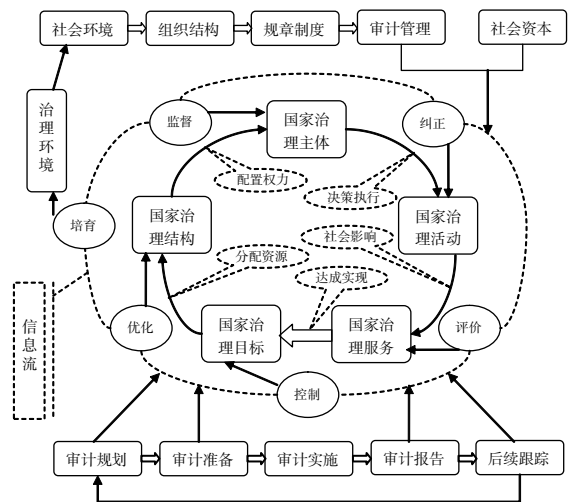 社会环境
组织结构
规章制度
审计管理
社会资本
治
理
环
境
监督
国家治
理主体
纠正
配置权力
决策执行
培育
国家治
理结构
国家治
理活动
社会影响
分配资源
达成实现
信
息
流
优化
国家治
理目标
国家治
理服务
评价
控制
审计规划
审计准备
审计实施
审计报告
后续跟踪